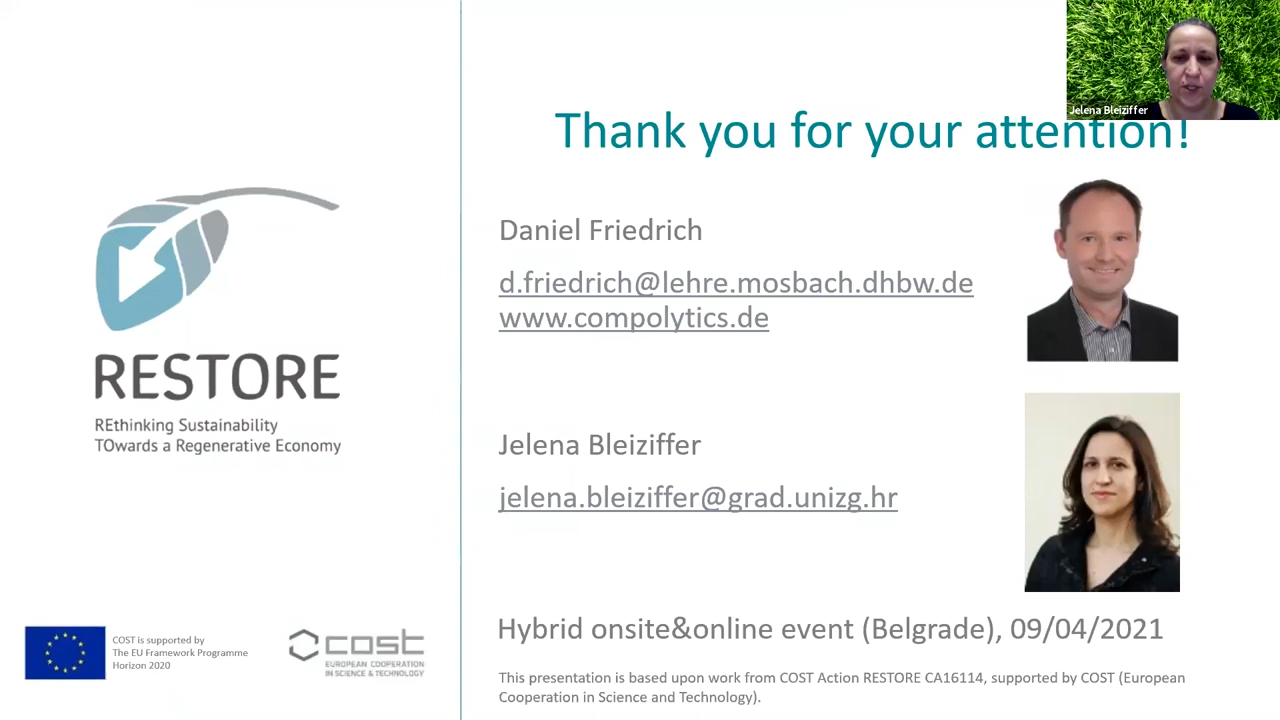 Jelena Bleiziffer
Thank you for your attention!
RESTORE
REthinking Sustainability
TOwards a Regenerative Economy
Daniel Friedrich
d.friedrich@lehre.mosbach.dhbw.de
www.compolytics.de
Jelena Bleiziffer
jelena.bleiziffer@grad.unizg.hr
COST is supported by
The EU Framework Programme
Horizon 2020
cost
EUROPEAN COOPERATION
IN SCIENCE & TECHNOLOGY
Hybrid onsite&online event (Belgrade), 09/04/2021
This presentation is based upon work from COST Action RESTORE CA16114, supported by COST (European
Cooperation in Science and Technology).